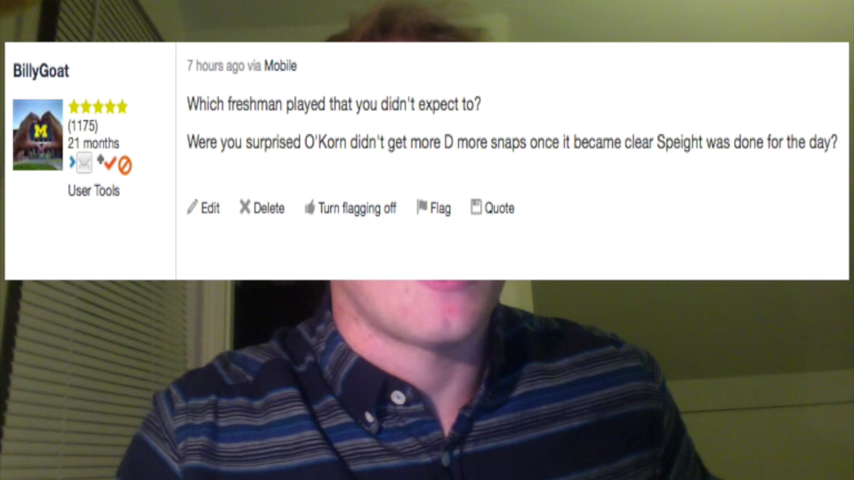 BillyGoat
(1175)
21 months
User Tools
7 hours ago via Mobile
Which freshman played that you didn't expect to?
Were you surprised O'Korn didn't get more D more snaps once it became clear Speight was done for the day?
Edit Delete Turn flagging off Flag Quote
M